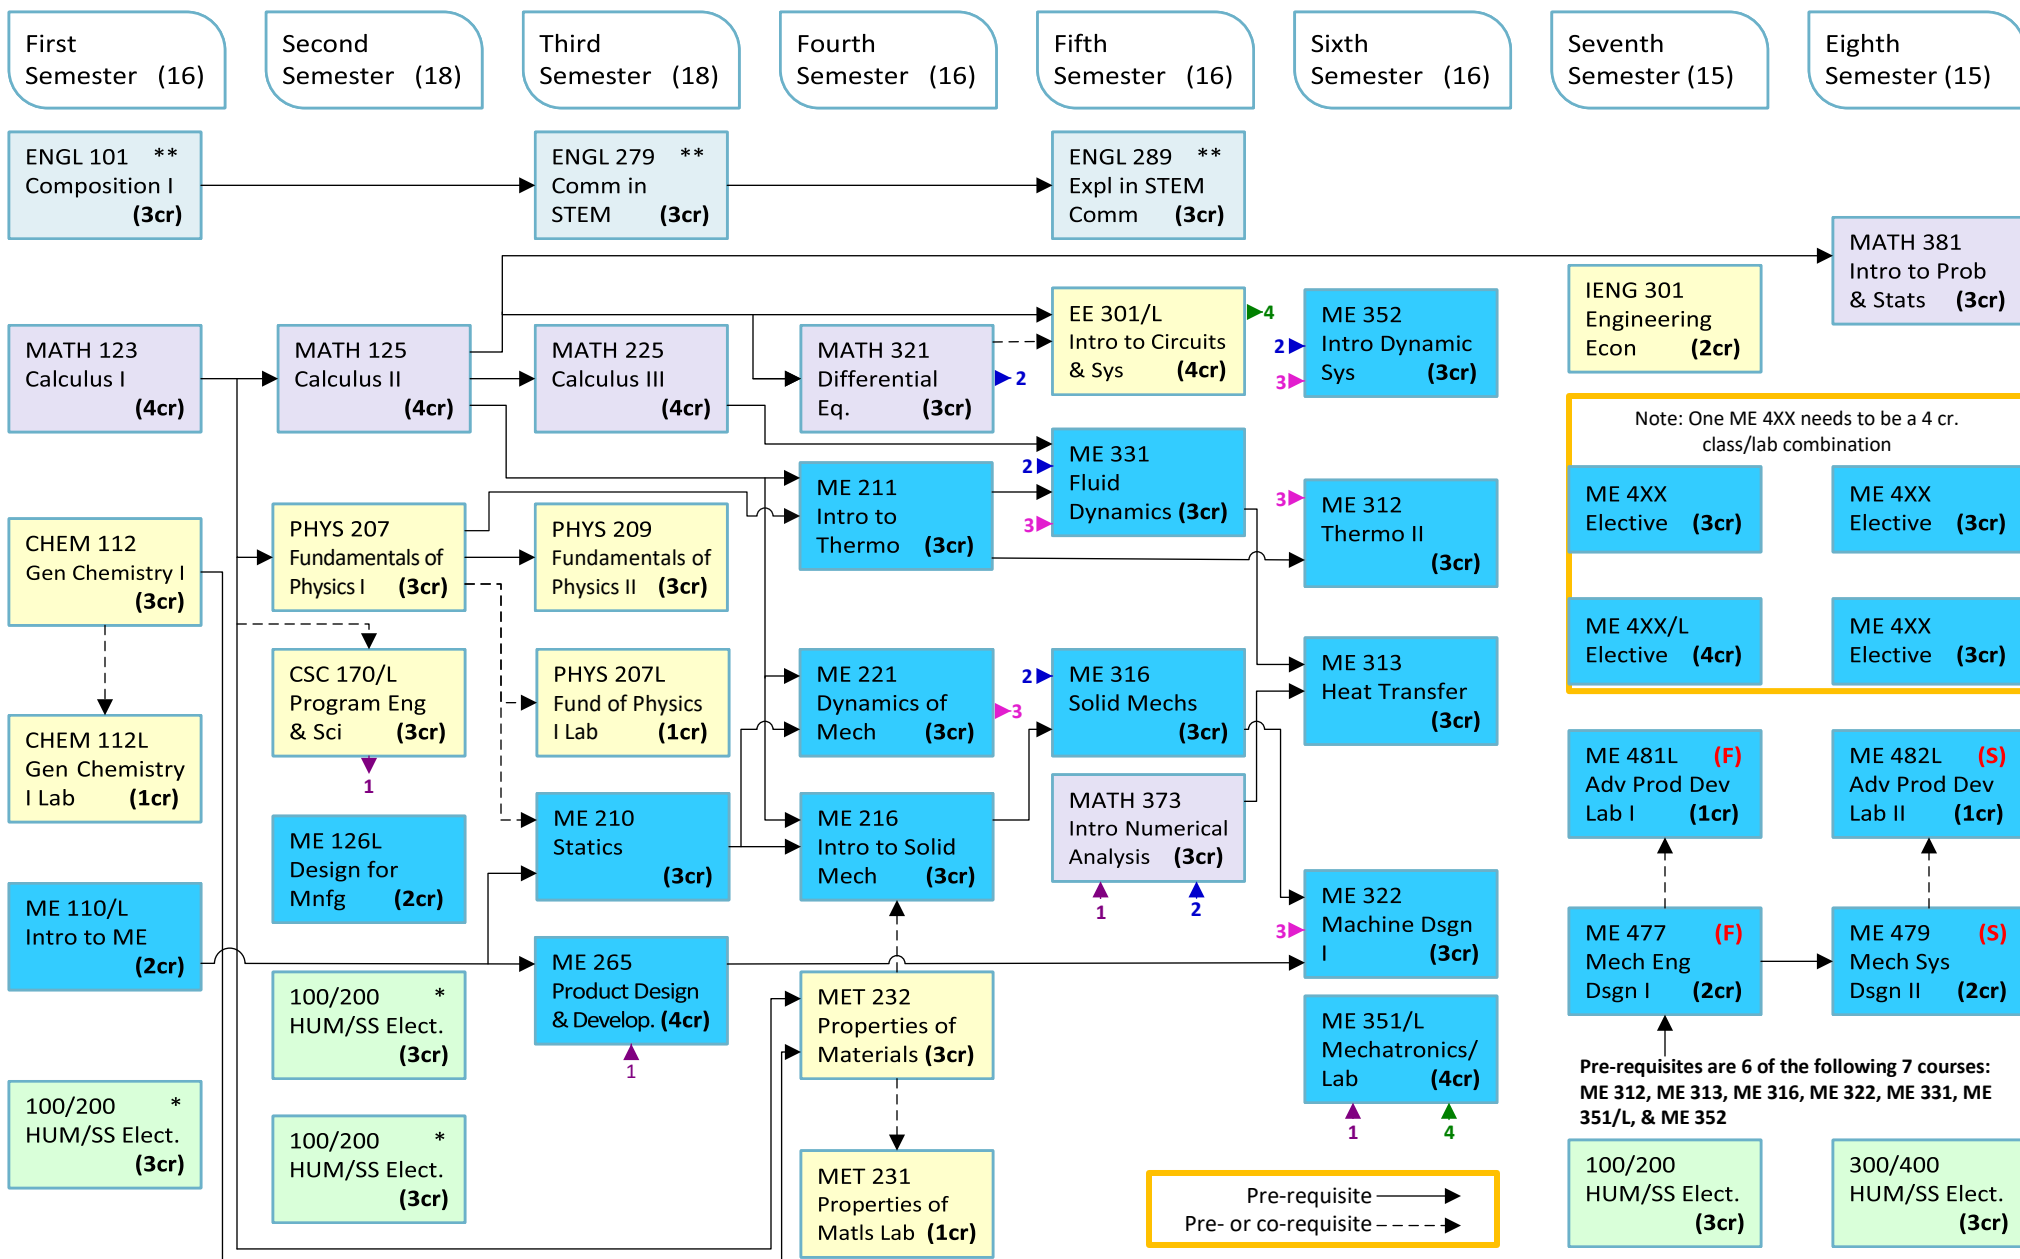 First
Semester (16)
Second
Semester (18)
Third
Semester (18)
Fourth
Semester (16)
Fifth
Semester (16)
Sixth
Semester (16)
Seventh
Semester (15)
Eighth
Semester (15)
ENGL 101 **
Composition I
(3cr)
MATH 123
Calculus I
(4cr)
CHEM 112
Gen Chemistry I
(3cr)
CHEM 112L
Gen Chemistry
I Lab (1cr)
ME 110/L
Intro to ME
(2cr)
100/200 *
HUM/SS Elect.
(3cr)
MATH 125
Calculus II
(4cr)
PHYS 207
Fundamentals of
Physics I (3cr)
CSC 170/L
Program Eng
& Sci (3cr)
1
ME 126L
Design for
Mnfg (2cr)
100/200 *
HUM/SS Elect.
(3cr)
100/200 *
HUM/SS Elect.
(3cr)
ENGL 279 **
Comm in
STEM (3cr)
MATH 225
Calculus III
(4cr)
PHYS 209
Fundamentals of
Physics II (3cr)
PHYS 207L
Fund of Physics
I Lab (1cr)
ME 210
Statics
(3cr)
ME 265
Product Design
& Develop. (4cr)
1
MATH 321
Differential
Eq. (3cr)
2
ME 211
Intro to
Thermo (3cr)
ME 221
Dynamics of
Mech (3cr)
3
ME 216
Intro to Solid
Mech (3cr)
MET 232
Properties of
Materials (3cr)
MET 231
Properties of
Matls Lab (1cr)
ENGL 289 **
Expl in STEM
Comm (3cr)
EE 301/L
Intro to Circuits
& Sys (4cr)
4
2
3
ME 331
Fluid
Dynamics (3cr)
2
ME 316
Solid Mechs
(3cr)
MATH 373
Intro Numerical
Analysis (3cr)
1
2
2
3
ME 352
Intro Dynamic
Sys (3cr)
3
ME 312
Thermo II
(3cr)
ME 313
Heat Transfer
(3cr)
3
ME 322
Machine Dsgn
I (3cr)
ME 351/L
Mechatronics/
Lab (4cr)
1
4
Pre-requisite
Pre- or co-requisite
IENG 301
Engineering
Econ (2cr)
MATH 381
Intro to Prob
& Stats (3cr)
Note: One ME 4XX needs to be a 4 cr.
class/lab combination
ME 4XX
Elective (3cr)
ME 4XX
Elective (3cr)
ME 4XX/L
Elective (4cr)
ME 4XX
Elective (3cr)
ME 481L (F)
Adv Prod Dev
Lab I (1cr)
ME 482L (S)
Adv Prod Dev
Lab II (1cr)
ME 477 (F)
Mech Eng
Dsgn I (2cr)
ME 479 (S)
Mech Sys
Dsgn II (2cr)
Pre-requisites are 6 of the following 7 courses:
ME 312, ME 313, ME 316, ME 322, ME 331, ME
351/L, & ME 352
100/200
HUM/SS Elect.
(3cr)
300/400
HUM/SS Elect.
(3cr)